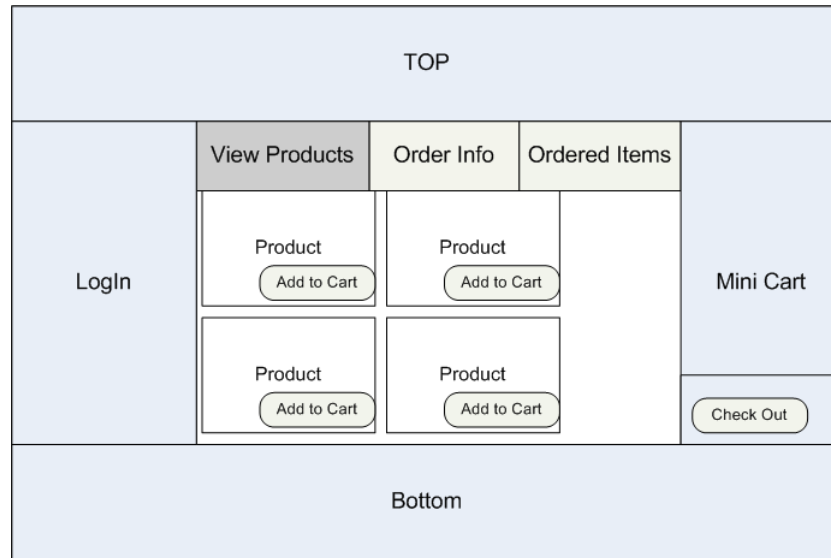 TOP
View Products
Order Info
Ordered Items
LogIn
Product
Add to Cart
Product
Add to Cart
Product
Add to Cart
Product
Add to Cart
Mini Cart
Check Out
Bottom